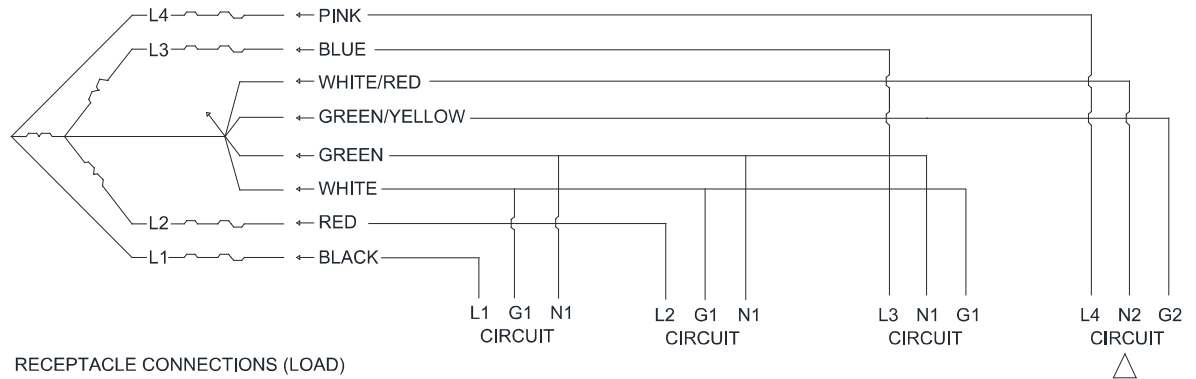 L4 PINK
L3 BLUE
WHITE/RED
GREEN/YELLOW
GREEN
WHITE
L2 RED
L1 BLACK
L1 G1 N1 L2 G1 N1 L3 N1 G1 L4 N2 G2
CIRCUIT CIRCUIT CIRCUIT CIRCUIT
RECEPTACLE CONNECTIONS (LOAD)